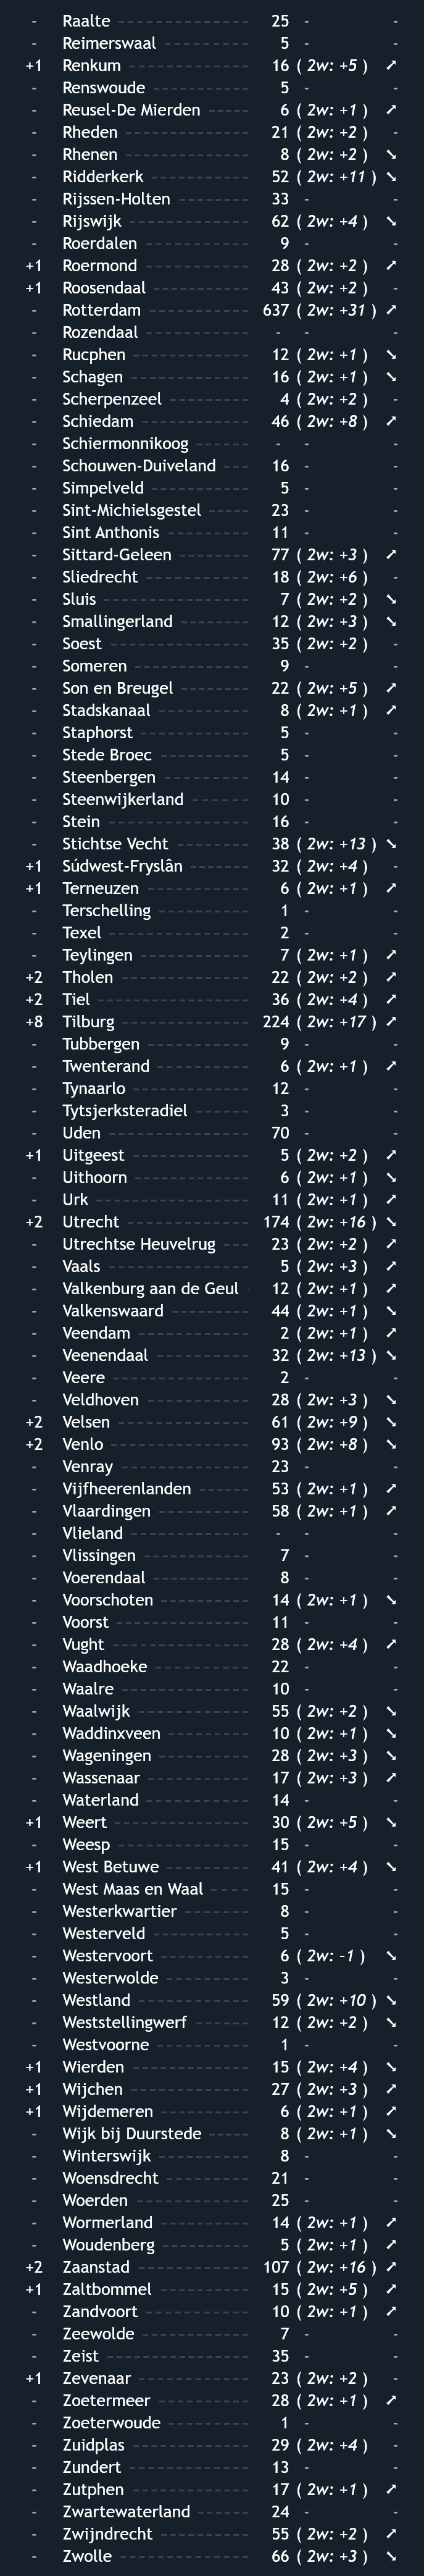 - Raalte 25 - -
- Reimerswaal 5 - -
+1 Renkum 16 ( 2w: +5 ) ➚
- Renswoude 5 - -
- Reusel-De Mierden 6 ( 2w: +1 ) ➚
- Rheden 21 ( 2w: +2 ) -
- Rhenen 8 ( 2w: +2 ) ➘
- Ridderkerk 52 ( 2w: +11 ) ➘
- Rijssen-Holten 33 - -
- Rijswijk 62 ( 2w: +4 ) ➘
- Roerdalen 9 - -
+1 Roermond 28 ( 2w: +2 ) ➚
+1 Roosendaal 43 ( 2w: +2 ) -
- Rotterdam 637 ( 2w: +31 ) ➚
- Rozendaal - - -
- Rucphen 12 ( 2w: +1 ) ➘
- Schagen 16 ( 2w: +1 ) ➘
- Scherpenzeel 4 ( 2w: +2 ) -
- Schiedam 46 ( 2w: +8 ) ➚
- Schiermonnikoog - - -
- Schouwen-Duiveland 16 - -
- Simpelveld 5 - -
- Sint-Michielsgestel 23 - -
- Sint Anthonis 11 - -
- Sittard-Geleen 77 ( 2w: +3 ) ➚
- Sliedrecht 18 ( 2w: +6 ) -
- Sluis 7 ( 2w: +2 ) ➘
- Smallingerland 12 ( 2w: +3 ) ➘
- Soest 35 ( 2w: +2 ) -
- Someren 9 - -
- Son en Breugel 22 ( 2w: +5 ) ➚
- Stadskanaal 8 ( 2w: +1 ) ➚
- Staphorst 5 - -
- Stede Broec 5 - -
- Steenbergen 14 - -
- Steenwijkerland 10 - -
- Stein 16 - -
- Stichtse Vecht 38 ( 2w: +13 ) ➘
+1 Súdwest-Fryslân 32 ( 2w: +4 ) -
+1 Terneuzen 6 ( 2w: +1 ) ➚
- Terschelling 1 - -
- Texel 2 - -
- Teylingen 7 ( 2w: +1 ) ➚
+2 Tholen 22 ( 2w: +2 ) ➚
+2 Tiel 36 ( 2w: +4 ) ➚
+8 Tilburg 224 ( 2w: +17 ) ➚
- Tubbergen 9 - -
- Twenterand 6 ( 2w: +1 ) ➚
- Tynaarlo 12 - -
- Tytsjerksteradiel 3 - -
- Uden 70 - -
+1 Uitgeest 5 ( 2w: +2 ) ➚
- Uithoorn 6 ( 2w: +1 ) ➘
- Urk 11 ( 2w: +1 ) ➚
+2 Utrecht 174 ( 2w: +16 ) ➘
- Utrechtse Heuvelrug 23 ( 2w: +2 ) ➚
- Vaals 5 ( 2w: +3 ) ➚
- Valkenburg aan de Geul 12 ( 2w: +1 ) ➚
- Valkenswaard 44 ( 2w: +1 ) ➘
- Veendam 2 ( 2w: +1 ) ➚
- Veenendaal 32 ( 2w: +13 ) ➘
- Veere 2 - -
- Veldhoven 28 ( 2w: +3 ) ➘
+2 Velsen 61 ( 2w: +9 ) ➘
+2 Venlo 93 ( 2w: +8 ) ➘
- Venray 23 - -
- Vijfheerenlanden 53 ( 2w: +1 ) ➚
- Vlaardingen 58 ( 2w: +1 ) ➚
- Vlieland - - -
- Vlissingen 7 - -
- Voerendaal 8 - -
- Voorschoten 14 ( 2w: +1 ) ➘
- Voorst 11 - -
- Vught 28 ( 2w: +4 ) ➚
- Waadhoeke 22 - -
- Waalre 10 - -
- Waalwijk 55 ( 2w: +2 ) ➘
- Waddinxveen 10 ( 2w: +1 ) ➘
- Wageningen 28 ( 2w: +3 ) ➘
- Wassenaar 17 ( 2w: +3 ) ➚
- Waterland 14 - -
+1 Weert 30 ( 2w: +5 ) ➘
- Weesp 15 - -
+1 West Betuwe 41 ( 2w: +4 ) ➘
- West Maas en Waal 15 - -
- Westerkwartier 8 - -
- Westerveld 5 - -
- Westervoort 6 ( 2w: -1 ) ➘
- Westerwolde 3 - -
- Westland 59 ( 2w: +10 ) ➘
- Weststellingwerf 12 ( 2w: +2 ) ➘
- Westvoorne 1 - -
+1 Wierden 15 ( 2w: +4 ) ➘
+1 Wijchen 27 ( 2w: +3 ) ➚
+1 Wijdemeren 6 ( 2w: +1 ) ➚
- Wijk bij Duurstede 8 ( 2w: +1 ) ➘
- Winterswijk 8 - -
- Woensdrecht 21 - -
- Woerden 25 - -
- Wormerland 14 ( 2w: +1 ) ➚
- Woudenberg 5 ( 2w: +1 ) ➚
+2 Zaanstad 107 ( 2w: +16 ) ➚
+1 Zaltbommel 15 ( 2w: +5 ) ➚
- Zandvoort 10 ( 2w: +1 ) ➚
- Zeewolde 7 - -
- Zeist 35 - -
+1 Zevenaar 23 ( 2w: +2 ) -
- Zoetermeer 28 ( 2w: +1 ) ➚
- Zoeterwoude 1 - -
- Zuidplas 29 ( 2w: +4 ) -
- Zundert 13 - -
- Zutphen 17 ( 2w: +1 ) ➚
- Zwartewaterland 24 - -
- Zwijndrecht 55 ( 2w: +2 ) ➚
- Zwolle 66 ( 2w: +3 ) ➘